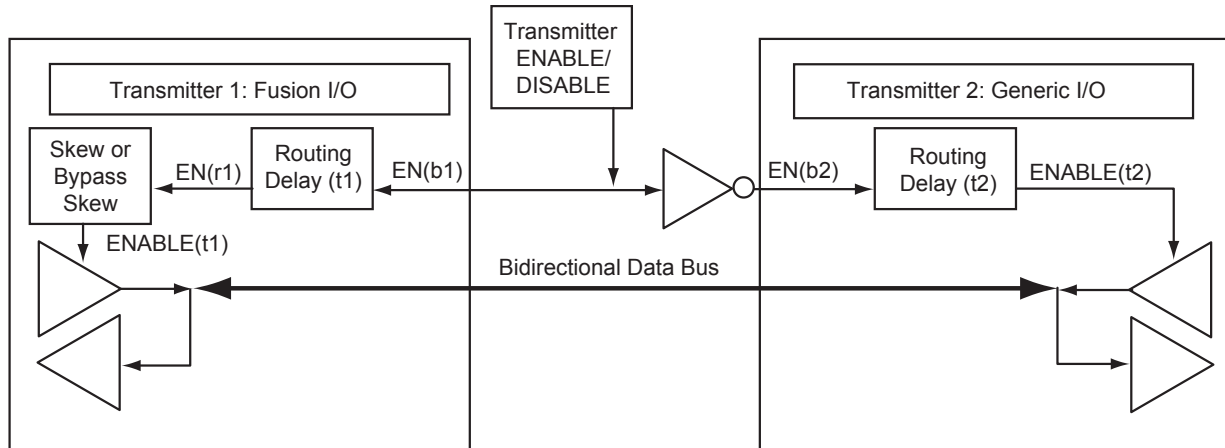 Transmitter
ENABLE/
DISABLE
Transmitter 1: Fusion I/O
Transmitter 2: Generic I/O
Skew or
Bypass
Skew
EN(r1)
Routing
Delay (t1)
EN(b1)
EN(b2)
Routing
Delay (t2)
ENABLE(t2)
ENABLE(t1)
Bidirectional Data Bus